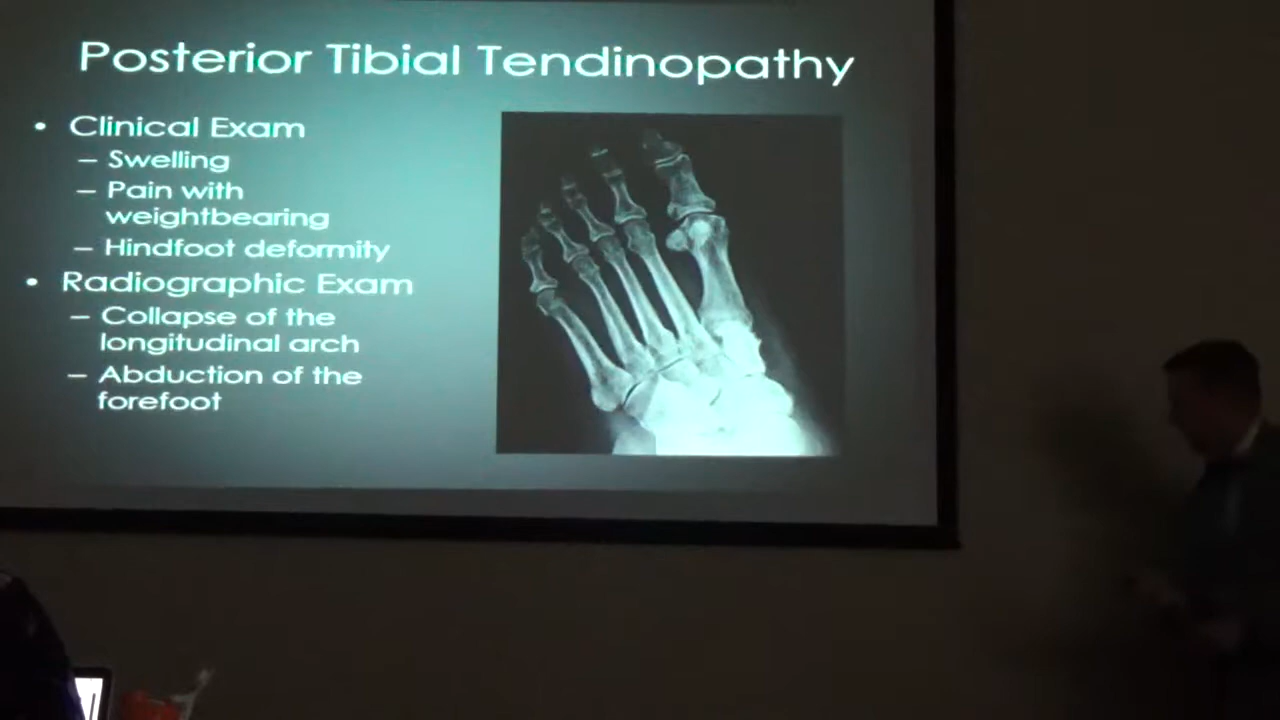 Posterior Tibial Tendinopathy
• Clinical Exam
– Swelling
– Pain with
weightbearing
– Hindfoot deformity
• Radiographic Exam
– Collapse of the
longitudinal arch
– Abduction of the
forefoot